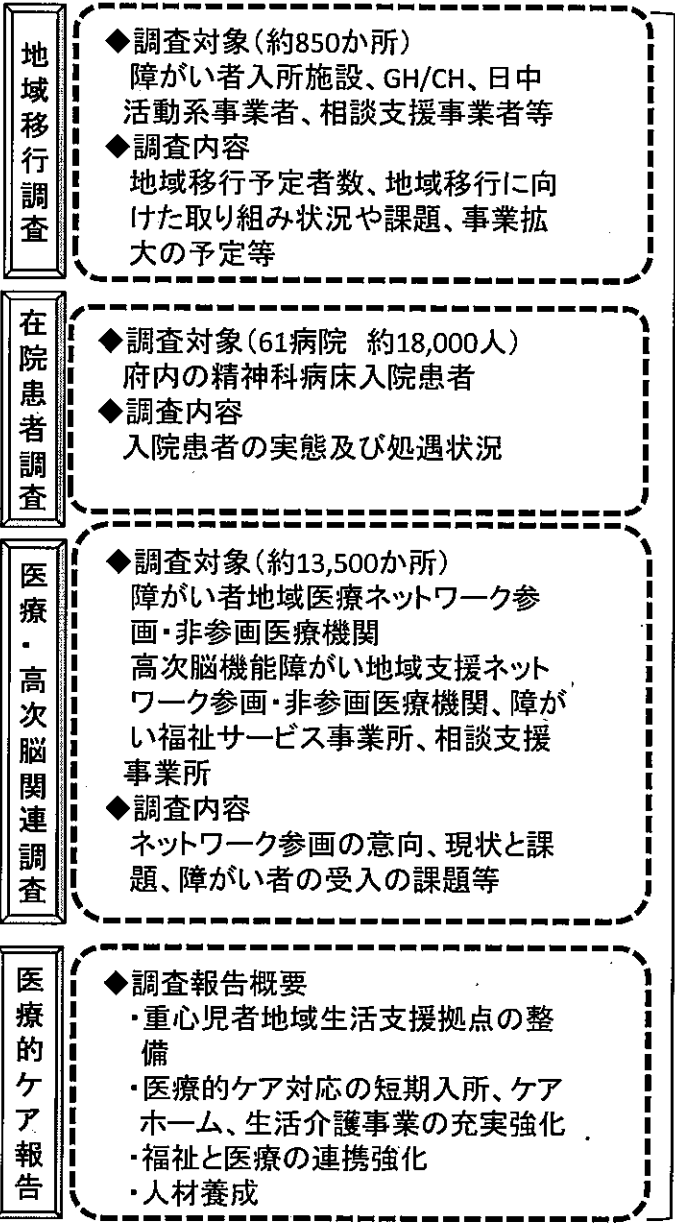 地域移行調査
◆調査対象(約850か所)
障がい者入所施設、GH/CH、日中
活動系事業者、相談支援事業者等
◆調査内容
地域移行予定者数、地域移行に向
けた取り組み状況や課題、事業拡
大の予定等
在院患者調査
◆調査対象(61病院 約18,000人)
府内の精神科病床入院患者
◆調査内容
入院患者の実態及び処遇状況
医療・高次脳関連調査
◆調査対象(約13,500か所)
障がい者地域医療ネットワーク参
画・非参画医療機関
高次脳機能障がい地域支援ネット
ワーク参画・非参画医療機関、障が
い福祉サービス事業所、相談支援
事業所
◆調査内容
ネットワーク参画の意向、現状と課
題、障がい者の受入の課題等
医療的ケア報告
◆調査報告概要
・重心児者地域生活支援拠点の整
備
・医療的ケア対応の短期入所、ケア
ホーム、生活介護事業の充実強化
・福祉と医療の連携強化
・人材養成